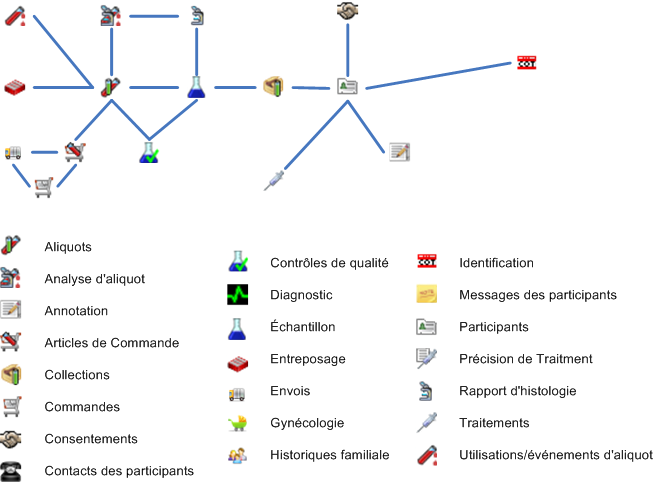 Aliquots
Analyse d'aliquot
Annotation
Articles de Commande
Collections
Commandes
Consentements
Contacts des participants
Contrôles de qualité
Diagnostic
Échantillon
Entreposage
Envois
Gynécologie
Historiques familiale
Identification
Messages des participants
Participants
Précision de Traitment
Rapport d'histologie
Traitements
Utilisations/événements d'aliquot